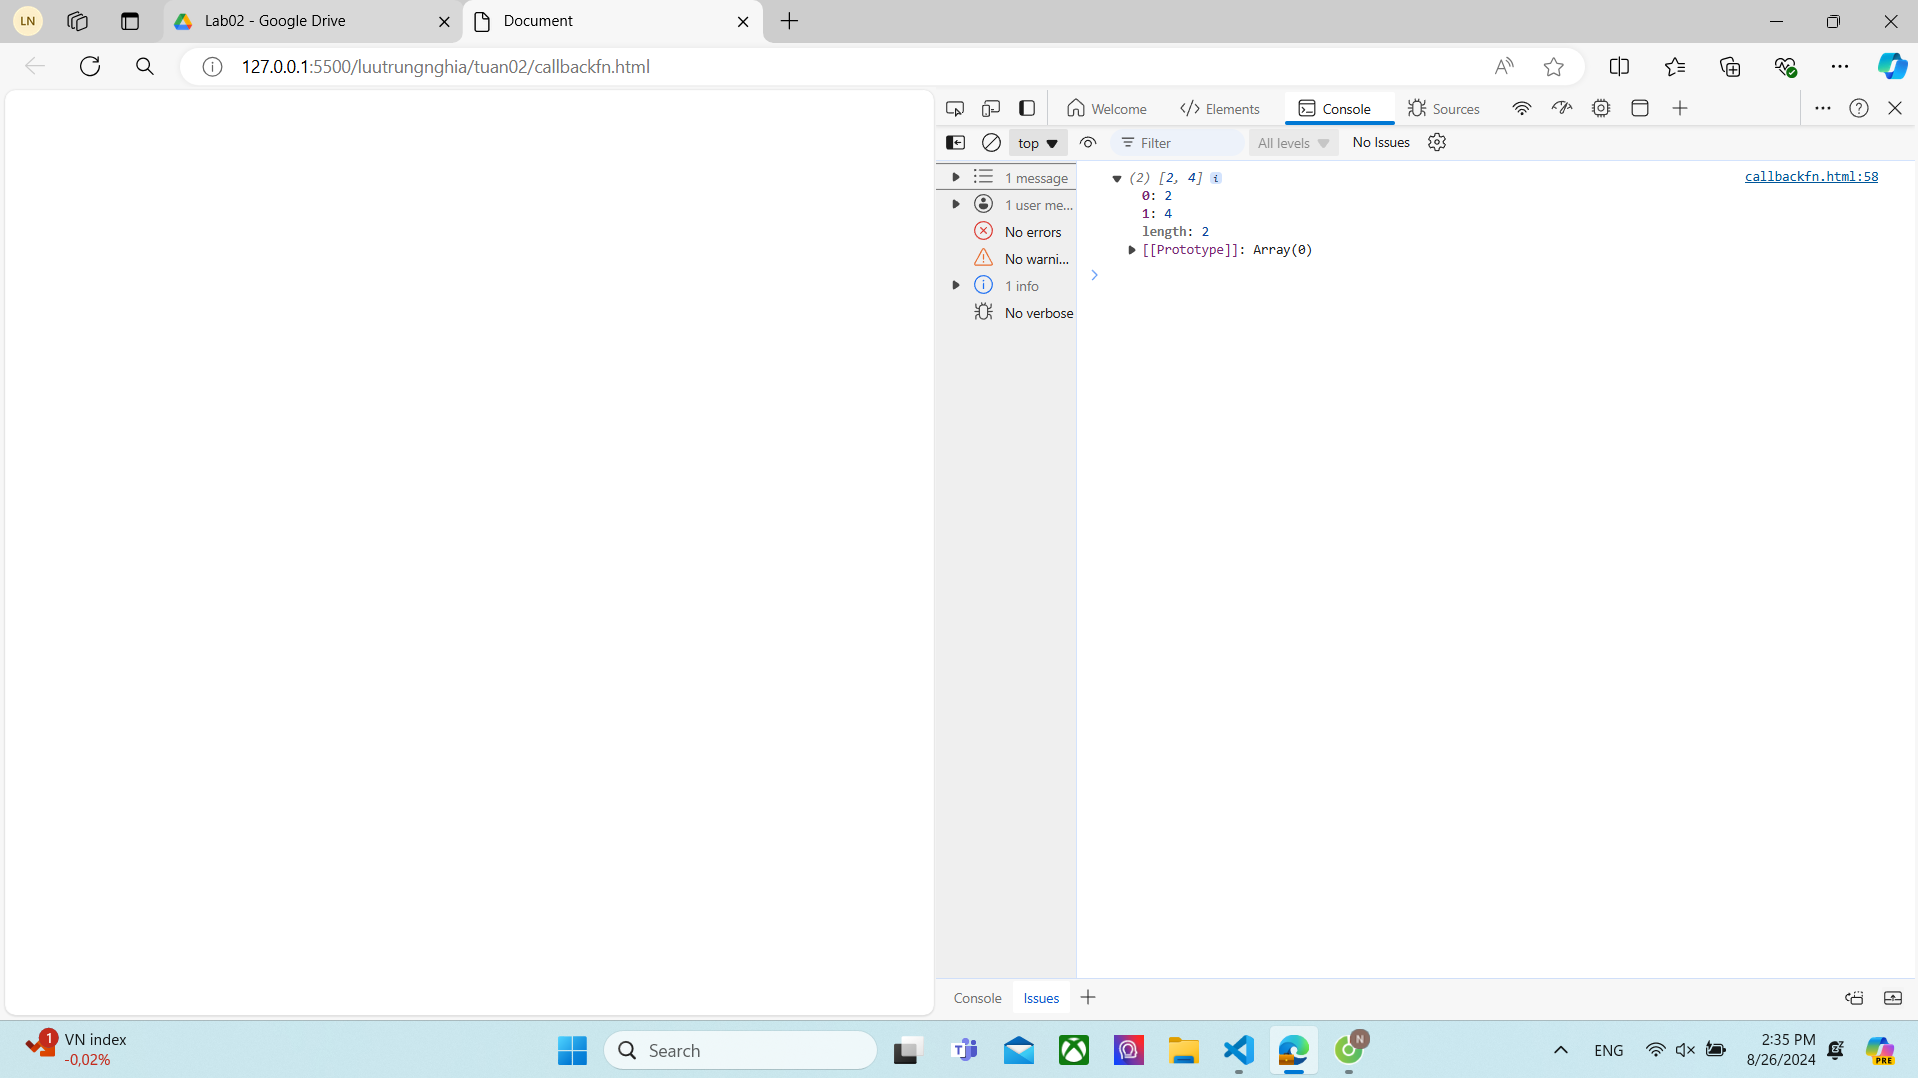 LN
Lab02 - Google Drive
Document
127.0.0.1:5500/luutrungnghia/tuan02/callbackfn.html
Welcome
Elements
Console
Sources
top
Filter
All levels
No Issues
1 message
1 user me...
No errors
No warni...
1 info
No verbose
(2) [2, 4]
callbackfn.html:58
0: 2
1: 4
length: 2
[[Prototype]]: Array(0)
Console
Issues
1
VN index
-0,02%
Search
N
ENG
2:35 PM
8/26/2024
PRE